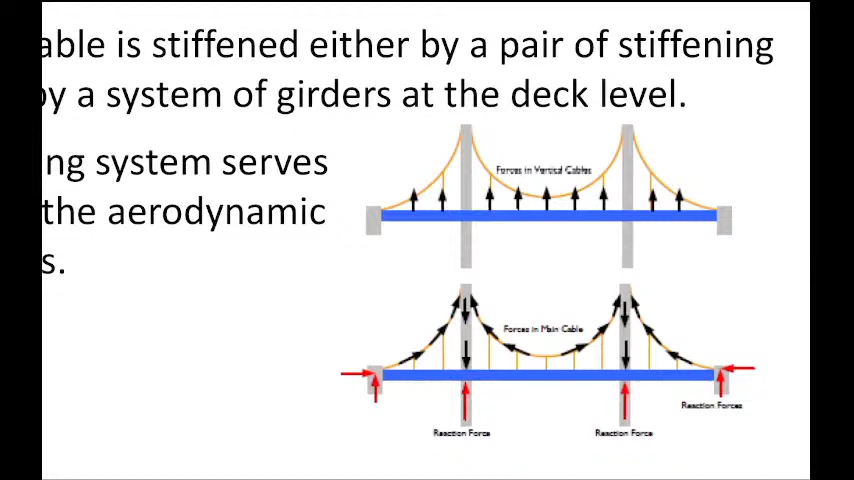 able is stiffened either by a pair of stiffening
by a system of girders at the deck level.
ng system serves
the aerodynamic
s.
Forces in Vertical Cables
Forces in Main Cable
Reaction Forces
Reaction Force
Reaction Force